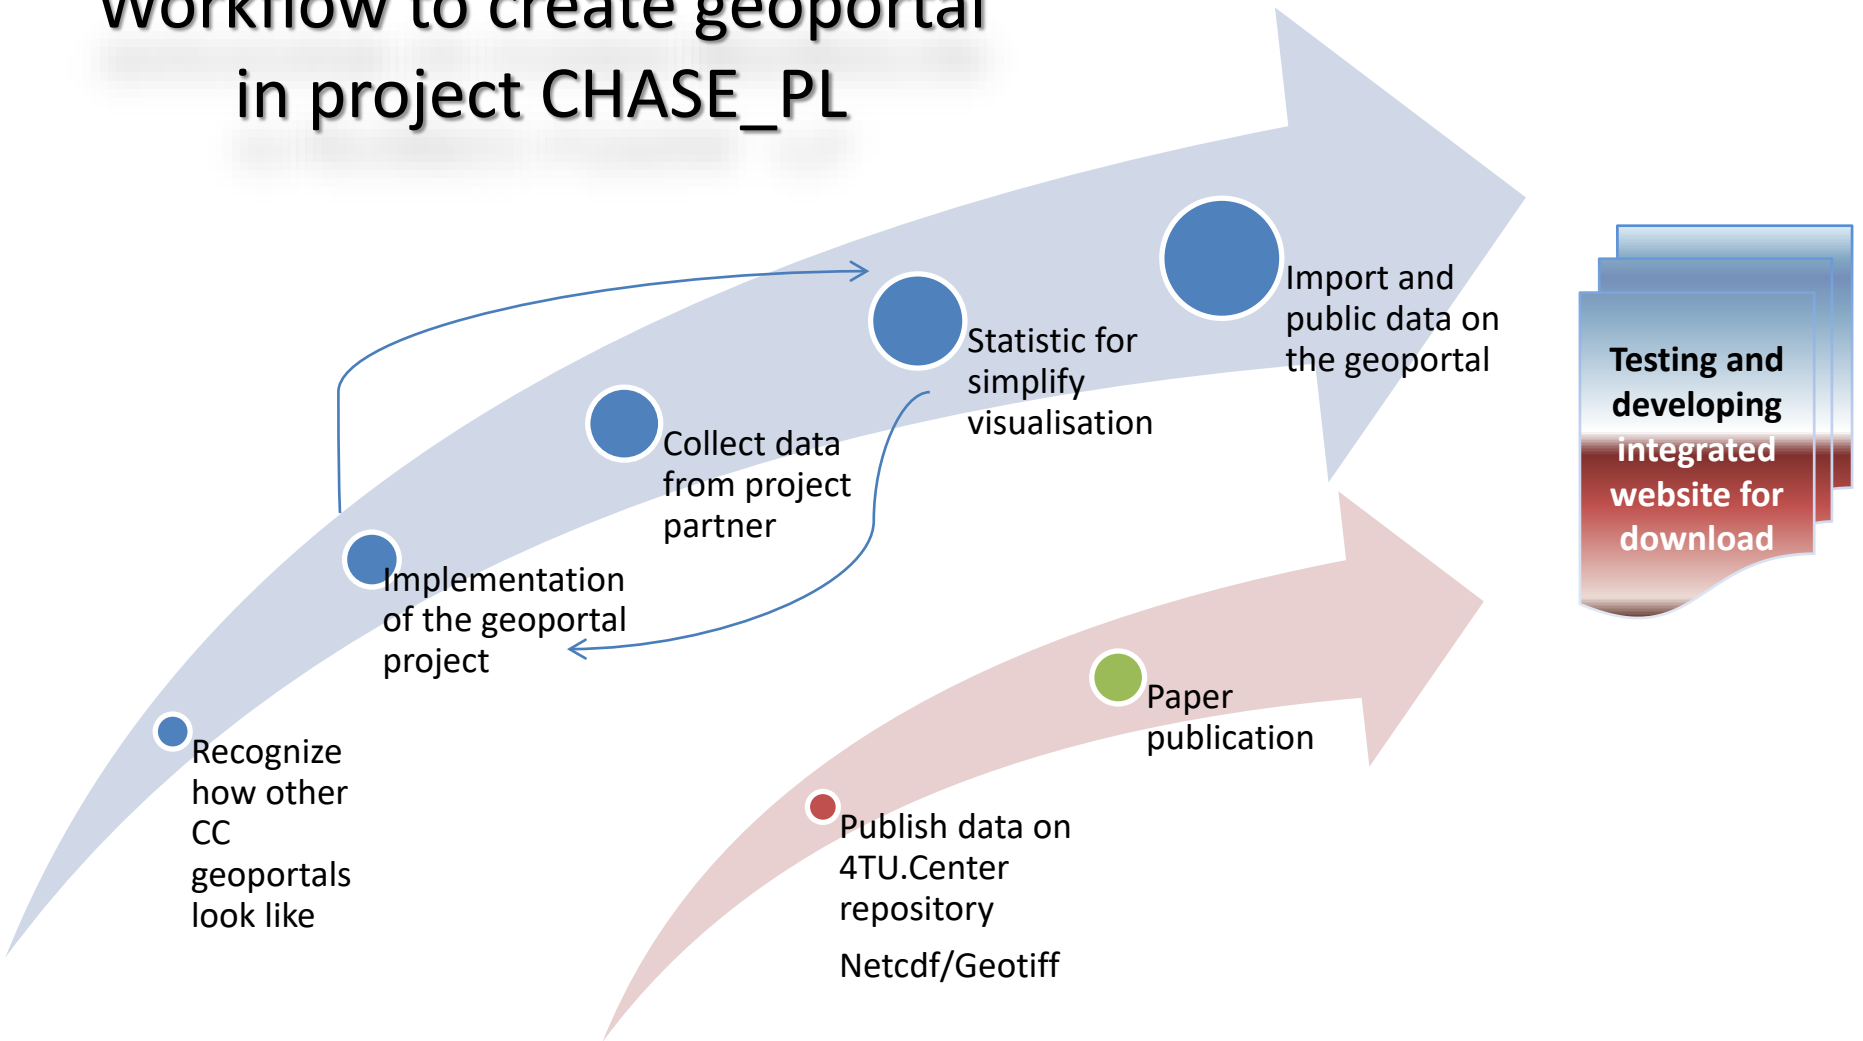 Workflow to create geoportal
in project CHASE_PL
Import and
public data on
the geoportal
Statistic for
simplify
visualisation
Collect data
from project
partner
Implementation
of the geoportal
project
Recognize
how other
CC
geoportals
look like
Paper
publication
Publish data on
4TU.Center
repository
Netcdf/Geotiff
Testing and
developing
integrated
website for
download